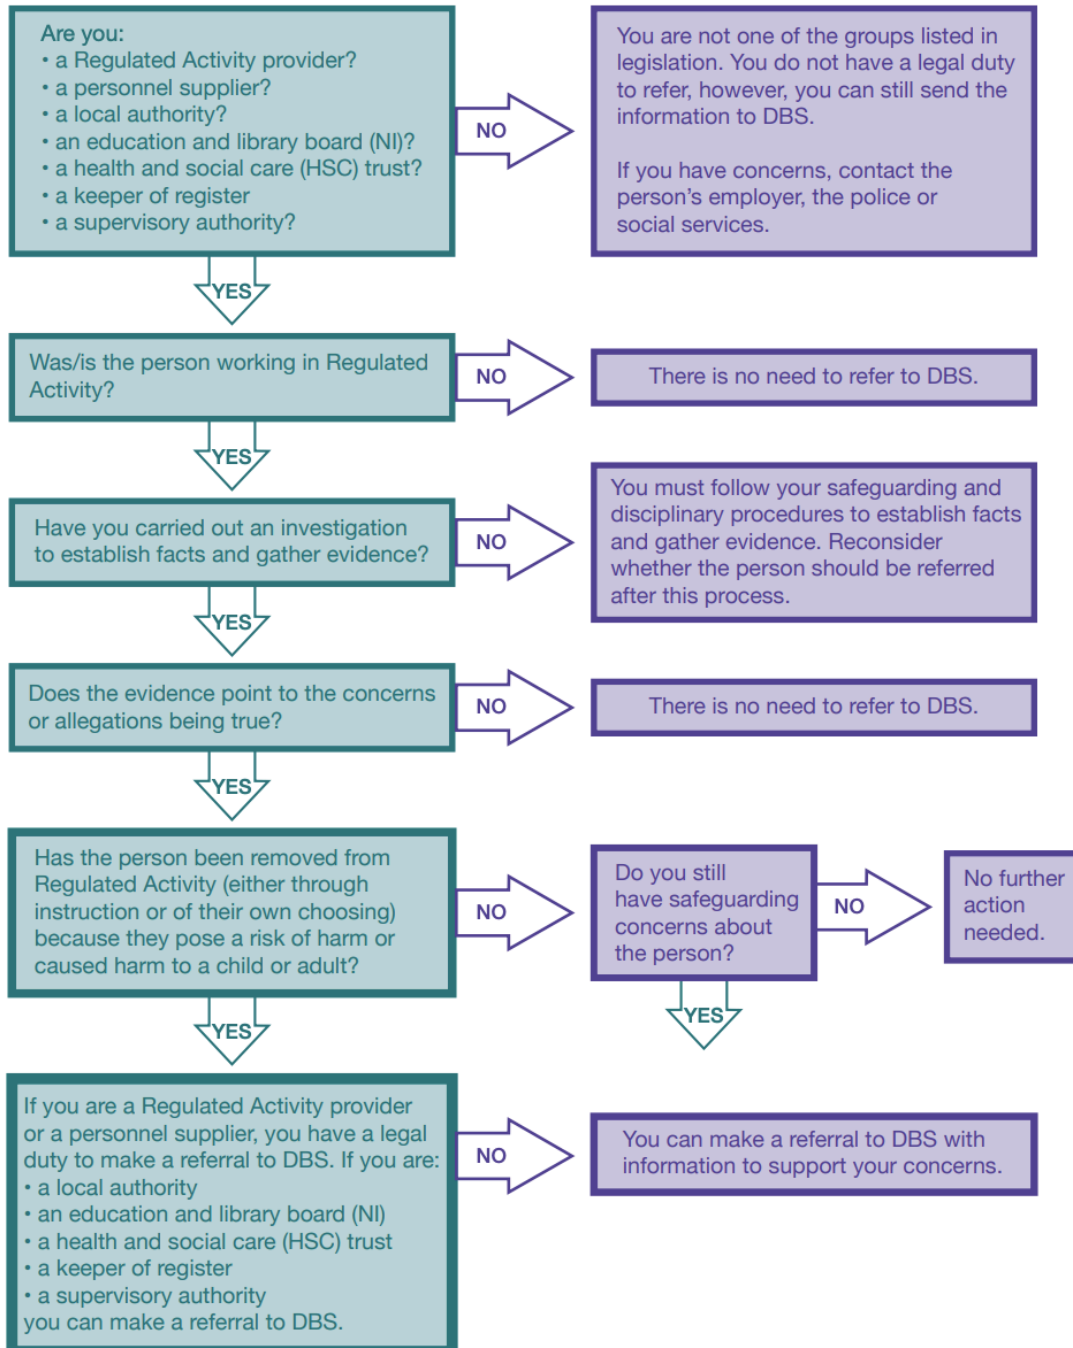 Are you:
• a Regulated Activity provider?
• a personnel supplier?
• a local authority?
• an education and library board (NI)?
• a health and social care (HSC) trust?
• a keeper of register
• a supervisory authority?
NO
You are not one of the groups listed in
legislation. You do not have a legal duty
to refer, however, you can still send the
information to DBS.
If you have concerns, contact the
person's employer, the police or
social services.
YES
Was/is the person working in Regulated
Activity?
NO
There is no need to refer to DBS.
YES
Have you carried out an investigation
to establish facts and gather evidence?
NO
You must follow your safeguarding and
disciplinary procedures to establish facts
and gather evidence. Reconsider
whether the person should be referred
after this process.
YES
Does the evidence point to the concerns
or allegations being true?
NO
There is no need to refer to DBS.
YES
Has the person been removed from
Regulated Activity (either through
instruction or of their own choosing)
because they pose a risk of harm or
caused harm to a child or adult?
NO
Do you still
have safeguarding
concerns about
the person?
NO
No further
action
needed.
YES
YES
If you are a Regulated Activity provider
or a personnel supplier, you have a legal
duty to make a referral to DBS. If you are:
• a local authority
• an education and library board (NI)
• a health and social care (HSC) trust
• a keeper of register
• a supervisory authority
you can make a referral to DBS.
NO
You can make a referral to DBS with
information to support your concerns.